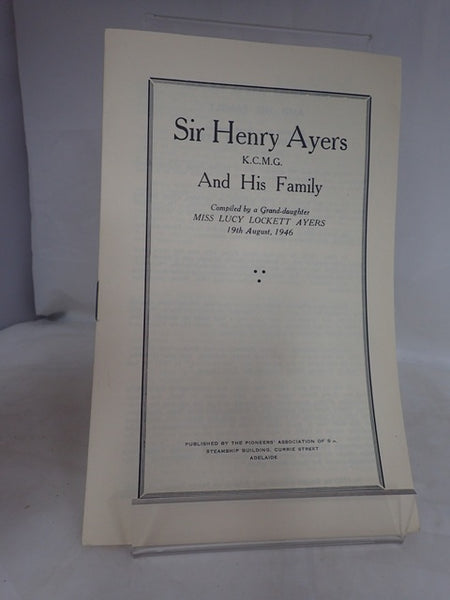 Sir Henry Ayers
K.C.M.G.
And His Family
Compiled by a Grand-daughter
MISS LUCY LOCKETT AYERS
19th August, 1946
PUBLISHED BY THE PIONEERS' ASSOCIATION OF S.A.
STEAMSHIP BUILDING, CURRIE STREET
ADELAIDE